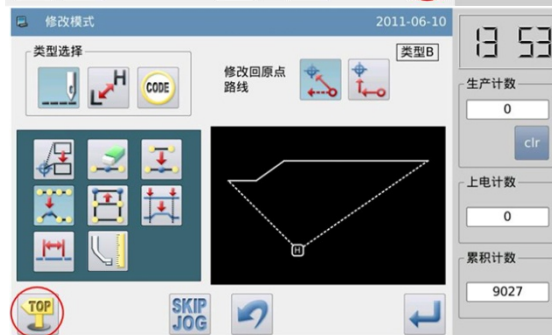 修改模式
2011-06-10
类型选择
H
CODE
修改回原点
路线
类型B
H
TOP
SKIP
JOG
13 53
生产计数
0
clr
上电计数
0
累积计数
9027